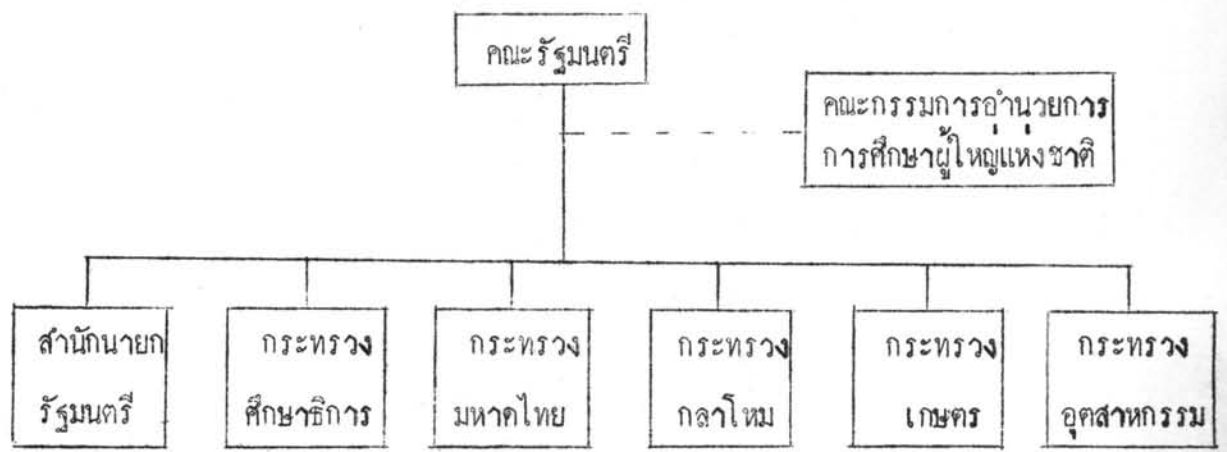 คณะรัฐมนตรี
คณะกรรมการอำนวยการ
การศึกษาผู้ใหญ่แห่งชาติ
สำนักนายก
รัฐมนตรี
กระทรวง
ศึกษาธิการ
กระทรวง
มหาดไทย
กระทรวง
กลาโหม
กระทรวง
เกษตร
กระทรวง
อุตสาหกรรม